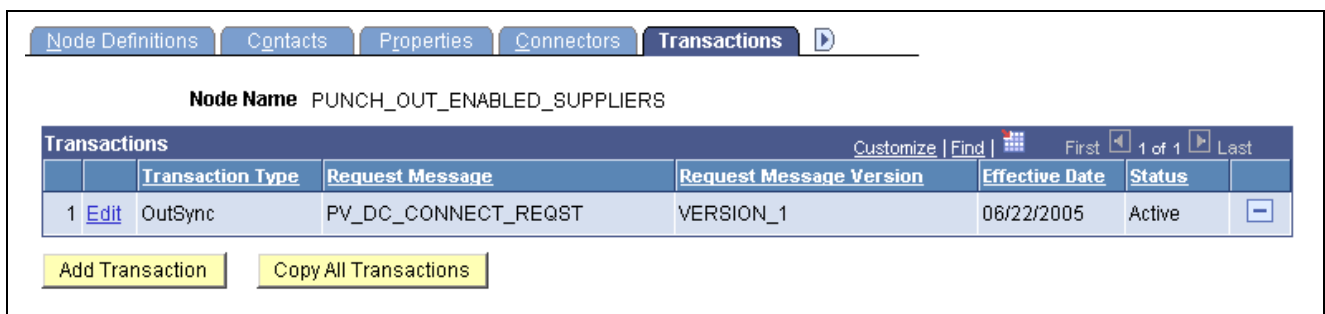 Node Definitions Contacts Properties Connectors Transactions
Node Name PUNCH_OUT_ENABLED_SUPPLIERS
Transactions Customize | Find | First 1 of 1 Last
Transaction Type Request Message Request Message Version Effective Date Status
1 Edit OutSync PV_DC_CONNECT_REQST VERSION_1 06/22/2005 Active
Add Transaction Copy All Transactions